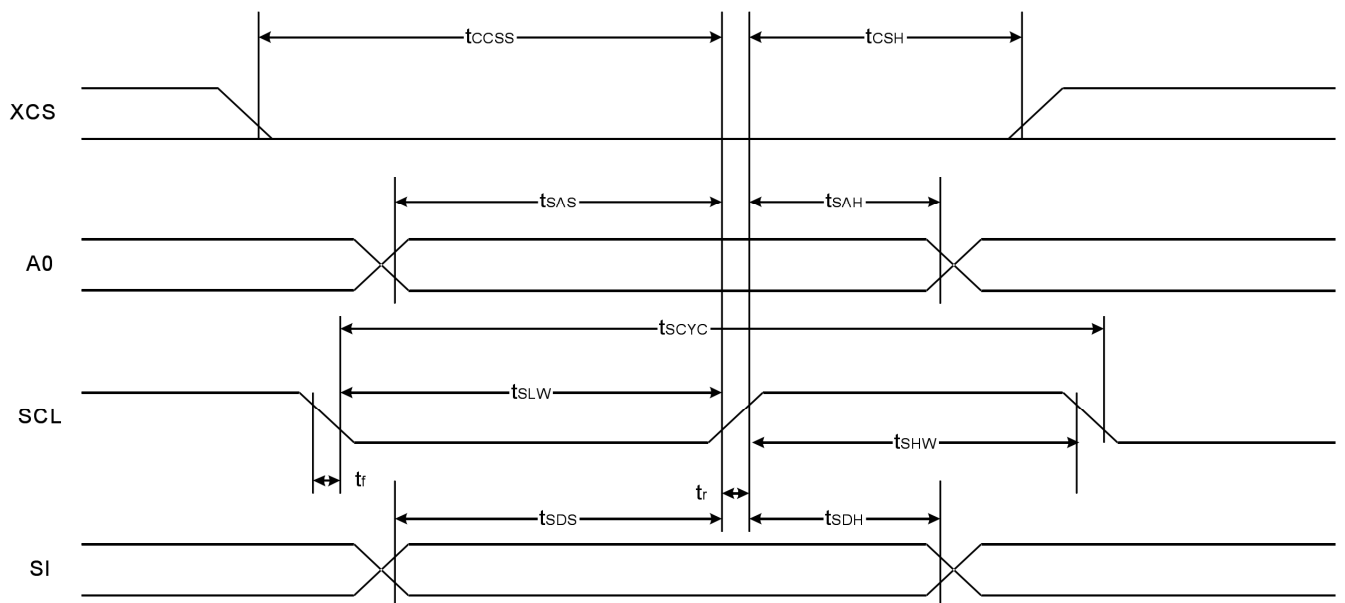 tCCSS
tCSH
XCS
tSAS
tSAH
A0
tSCYC
SCL
tSLW
tSHW
tf
tr
tSDS
tSDH
SI